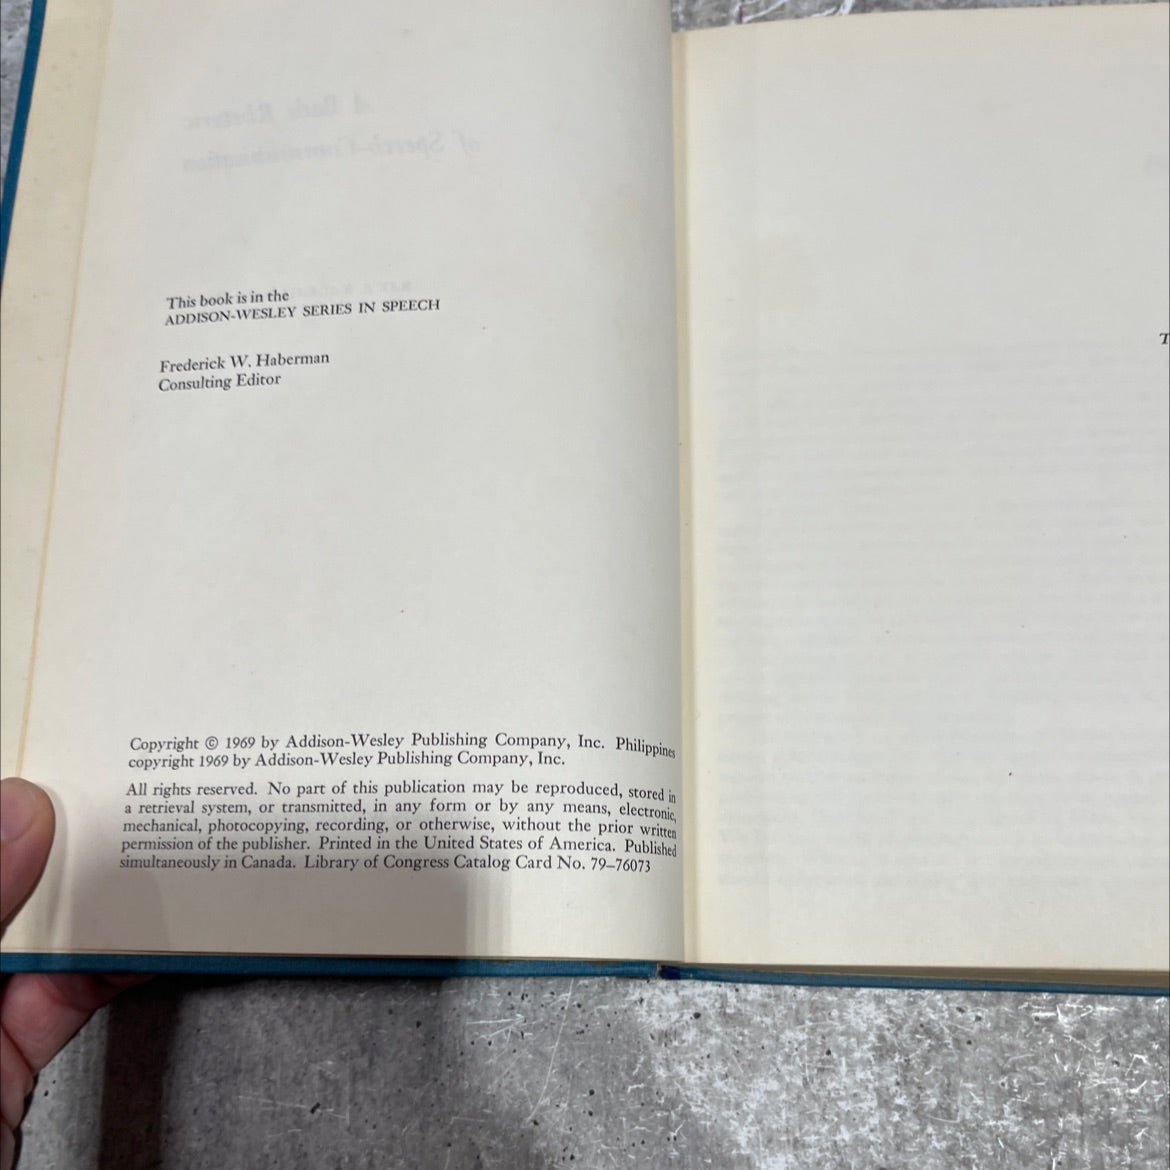 This book is in the
ADDISON-WESLEY SERIES IN SPEECH
Frederick W. Haberman
Consulting Editor
Copyright © 1969 by Addison-Wesley Publishing Company, Inc. Philippines
copyright 1969 by Addison-Wesley Publishing Company, Inc.
All rights reserved. No part of this publication may be reproduced, stored in
a retrieval system, or transmitted, in any form or by any means, electronic,
mechanical, photocopying, recording, or otherwise, without the prior written
permission of the publisher. Printed in the United States of America. Published
simultaneously in Canada. Library of Congress Catalog Card No. 79–76073